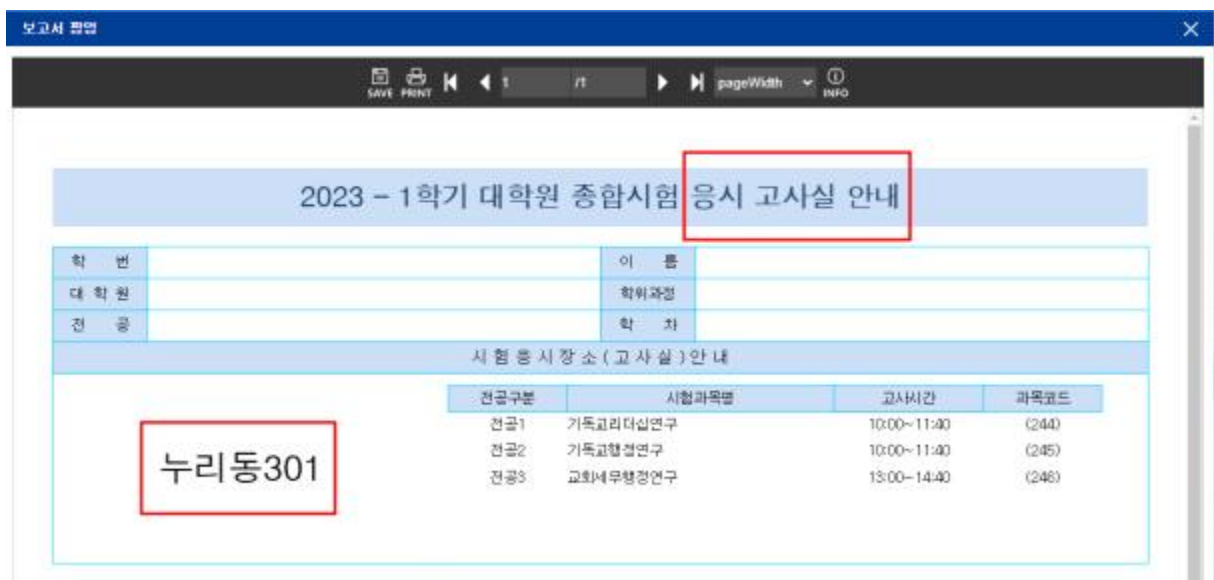 보고서 팝업
SAVE PRINT 1 /1 pageWidth INFO
2023 - 1학기 대학원 종합시험 응시 고사실 안내
학 번 이 름
대 학 원 학위과정
전 공 학 차
시 험 응 시 장 소 ( 고 사 실 ) 안 내
전공구분 시험과목명 고사시간 과목코드
전공1 기독교리더십연구 10:00~11:40 (244)
전공2 기독교행정연구 10:00~11:40 (245)
전공3 교회세무행정연구 13:00~14:40 (246)
누리동301